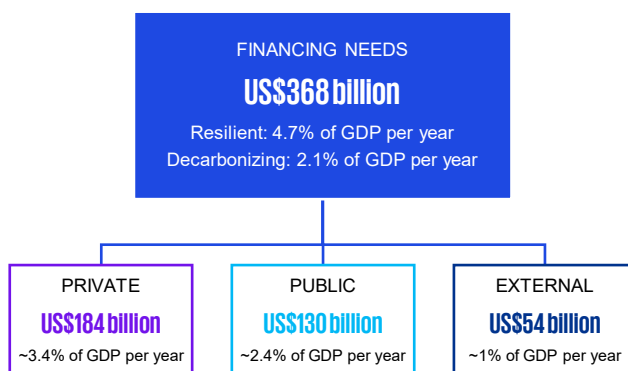 FINANCING NEEDS
US$368 billion
Resilient: 4.7% of GDP per year
Decarbonizing: 2.1% of GDP per year
PRIVATE
US$184 billion
~3.4% of GDP per year
PUBLIC
US$130 billion
~2.4% of GDP per year
EXTERNAL
US$54 billion
~1% of GDP per year